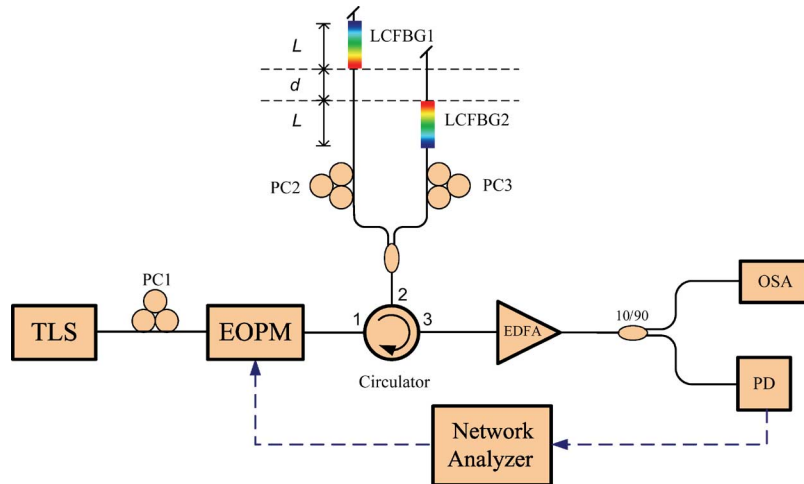 L
LCFBG1
d
L
LCFBG2
PC2
PC3
PC1
2
TLS
EOPM
1
3
EDFA
10/90
OSA
Circulator
PD
Network
Analyzer